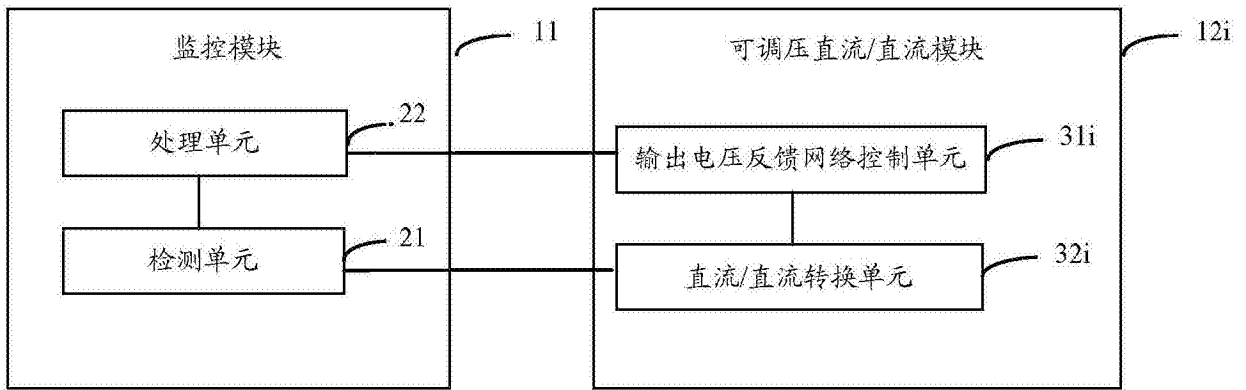 监控模块
11
可调压直流/直流模块
12i
处理单元
22
输出电压反馈网络控制单元
31i
检测单元
21
直流/直流转换单元
32i